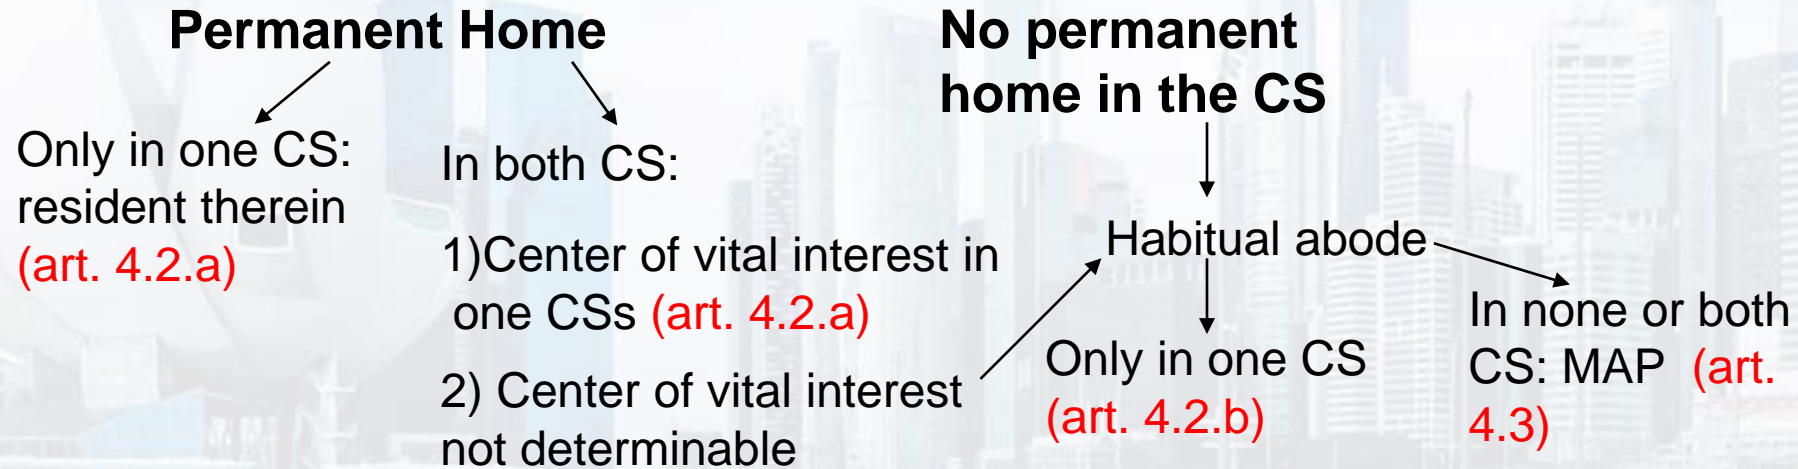 Permanent Home
Only in one CS:
resident therein
(art. 4.2.a)
In both CS:
1)Center of vital interest in
one CSs (art. 4.2.a)
2) Center of vital interest
not determinable
No permanent
home in the CS
Habitual abode
Only in one CS
(art. 4.2.b)
In none or both
CS: MAP (art.
4.3)